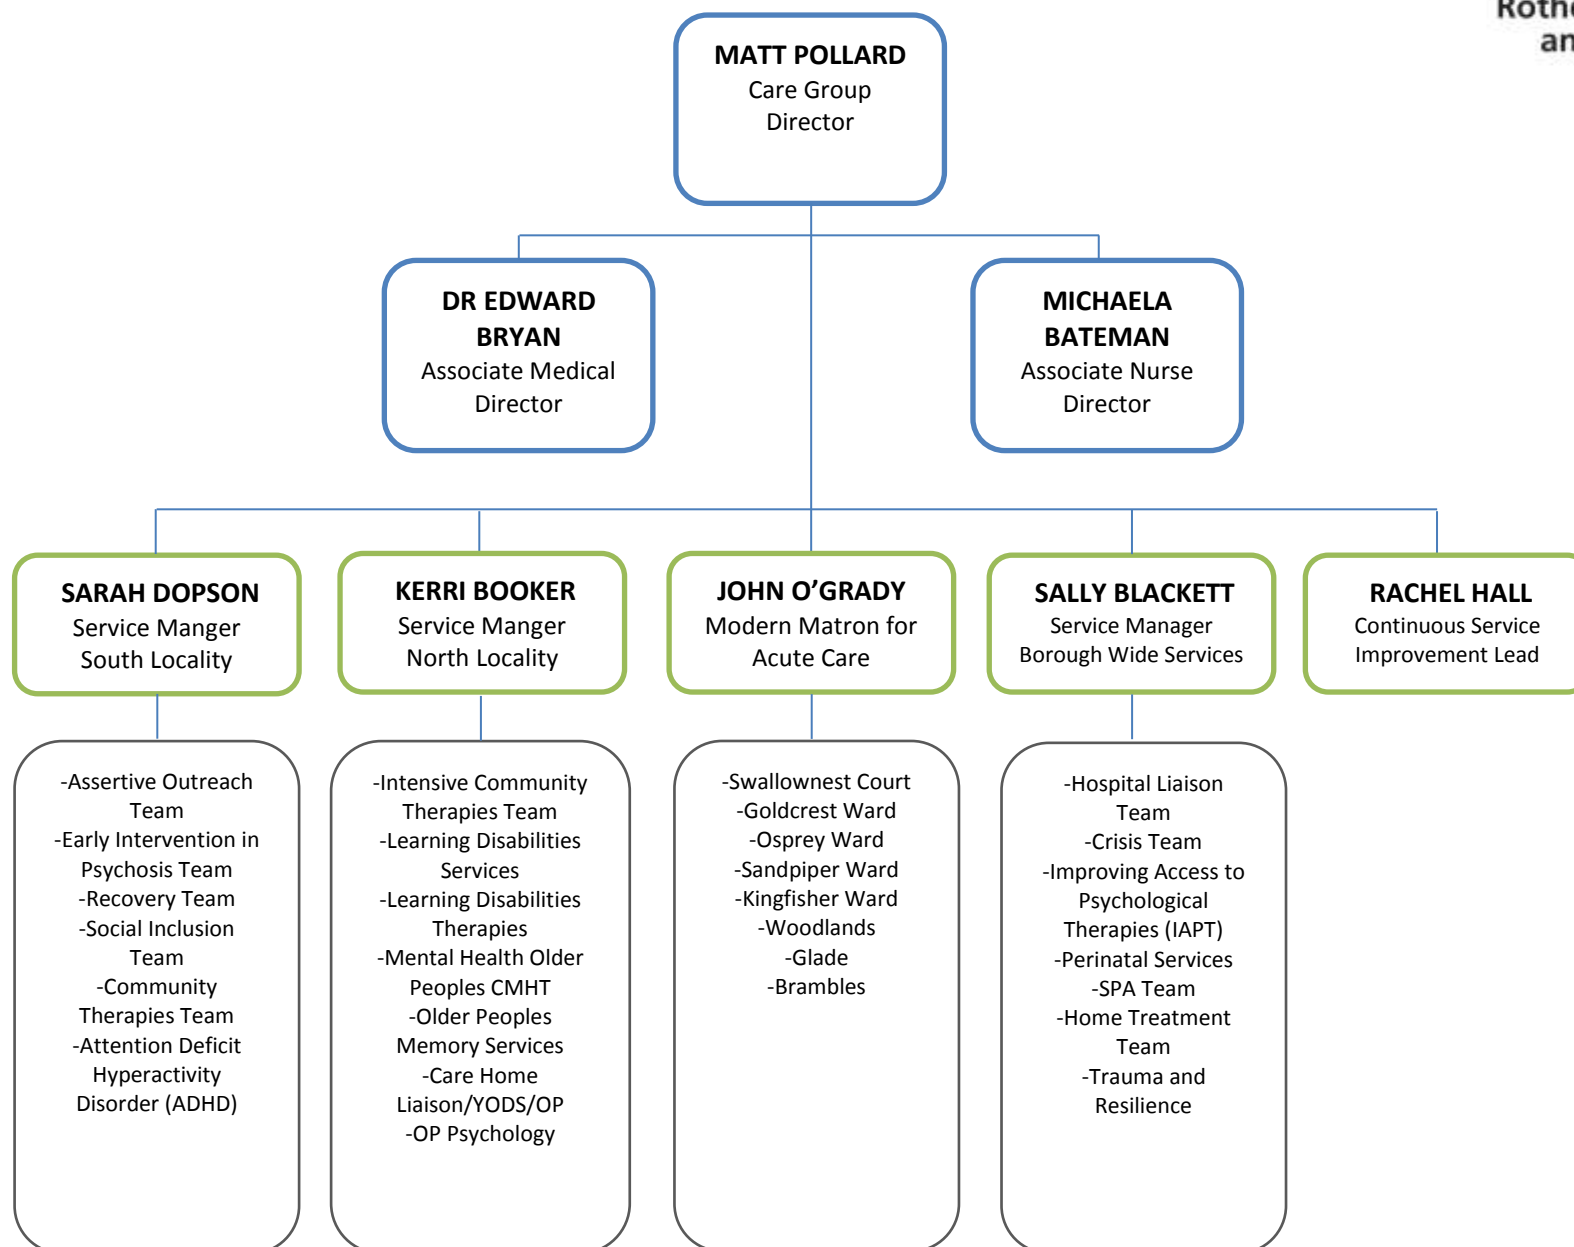 MATT POLLARD
Care Group
Director
DR EDWARD
BRYAN
Associate Medical
Director
MICHAELA
BATEMAN
Associate Nurse
Director
SARAH DOPSON
Service Manger
South Locality
KERRI BOOKER
Service Manger
North Locality
JOHN O’GRADY
Modern Matron for
Acute Care
SALLY BLACKETT
Service Manager
Borough Wide Services
RACHEL HALL
Continuous Service
Improvement Lead
-Assertive Outreach
Team
-Early Intervention in
Psychosis Team
-Recovery Team
-Social Inclusion
Team
-Community
Therapies Team
-Attention Deficit
Hyperactivity
Disorder (ADHD)
-Intensive Community
Therapies Team
-Learning Disabilities
Services
-Learning Disabilities
Therapies
-Mental Health Older
Peoples CMHT
-Older Peoples
Memory Services
-Care Home
Liaison/YODS/OP
-OP Psychology
-Swallownest Court
-Goldcrest Ward
-Osprey Ward
-Sandpiper Ward
-Kingfisher Ward
-Woodlands
-Glade
-Brambles
-Hospital Liaison
Team
-Crisis Team
-Improving Access to
Psychological
Therapies (IAPT)
-Perinatal Services
-SPA Team
-Home Treatment
Team
-Trauma and
Resilience